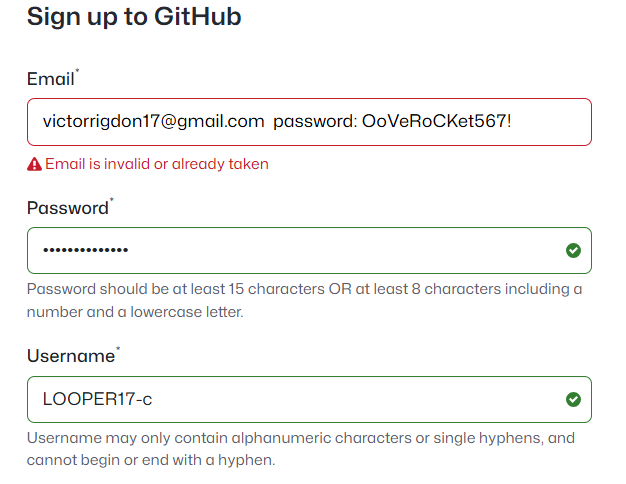 Sign up to GitHub
Email*
victorrigdon17@gmail.com  password: OoVeRoCKet567!
Email is invalid or already taken
Password*
••••••••••••••
Password should be at least 15 characters OR at least 8 characters including a
number and a lowercase letter.
Username*
LOOPER17-c
Username may only contain alphanumeric characters or single hyphens, and
cannot begin or end with a hyphen.